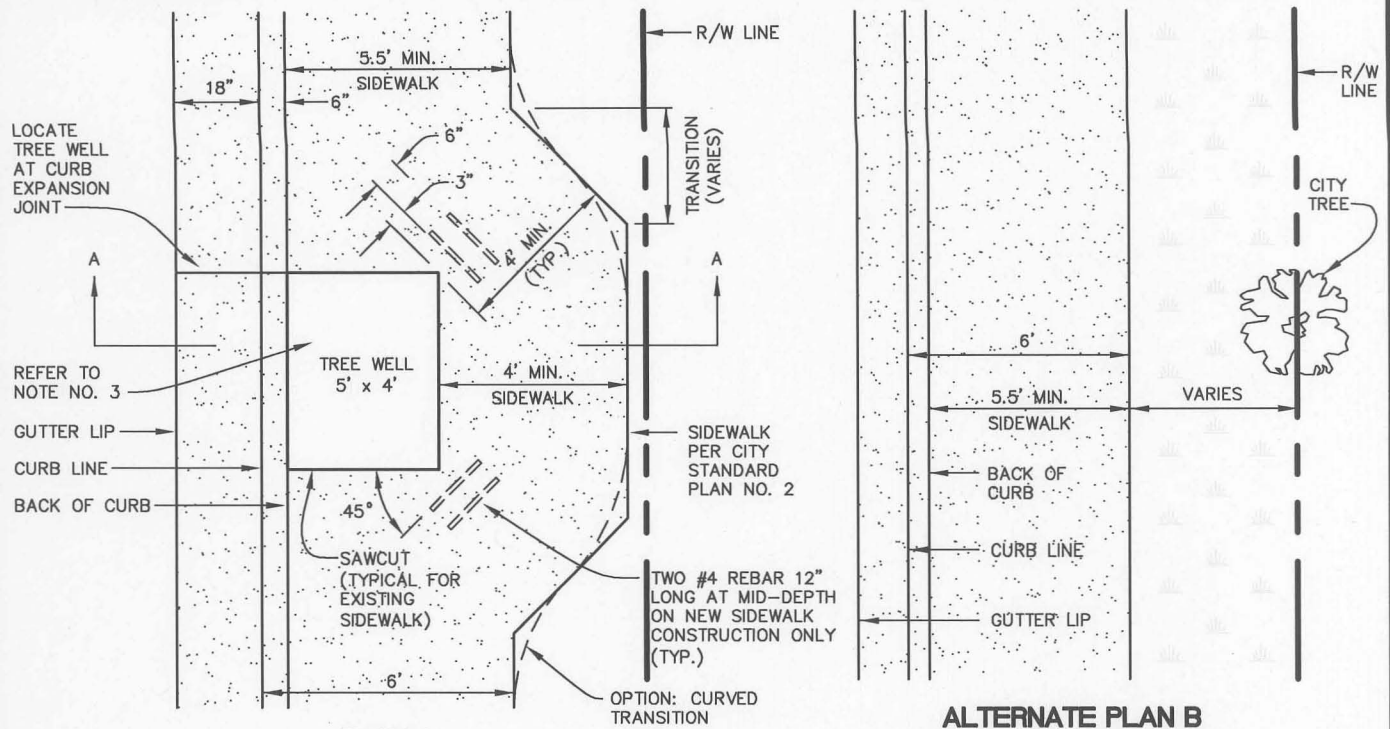 5.5' MIN.
SIDEWALK
R/W LINE
18"
6"
LOCATE
TREE WELL
AT CURB
EXPANSION
JOINT
6"
3"
4' MIN.
(TYP.)
TRANSITION
(VARIES)
A
A
REFER TO
NOTE NO. 3
TREE WELL
5' x 4'
4' MIN.
SIDEWALK
GUTTER LIP
CURB LINE
BACK OF CURB
SIDEWALK
PER CITY
STANDARD
PLAN NO. 2
45°
SAWCUT
(TYPICAL FOR
EXISTING
SIDEWALK)
TWO #4 REBAR 12"
LONG AT MID-DEPTH
ON NEW SIDEWALK
CONSTRUCTION ONLY
(TYP.)
6'
OPTION: CURVED
TRANSITION
R/W
LINE
CITY
TREE
6'
5.5' MIN.
SIDEWALK
VARIES
BACK OF
CURB
CURB LINE
GUTTER LIP
ALTERNATE PLAN B